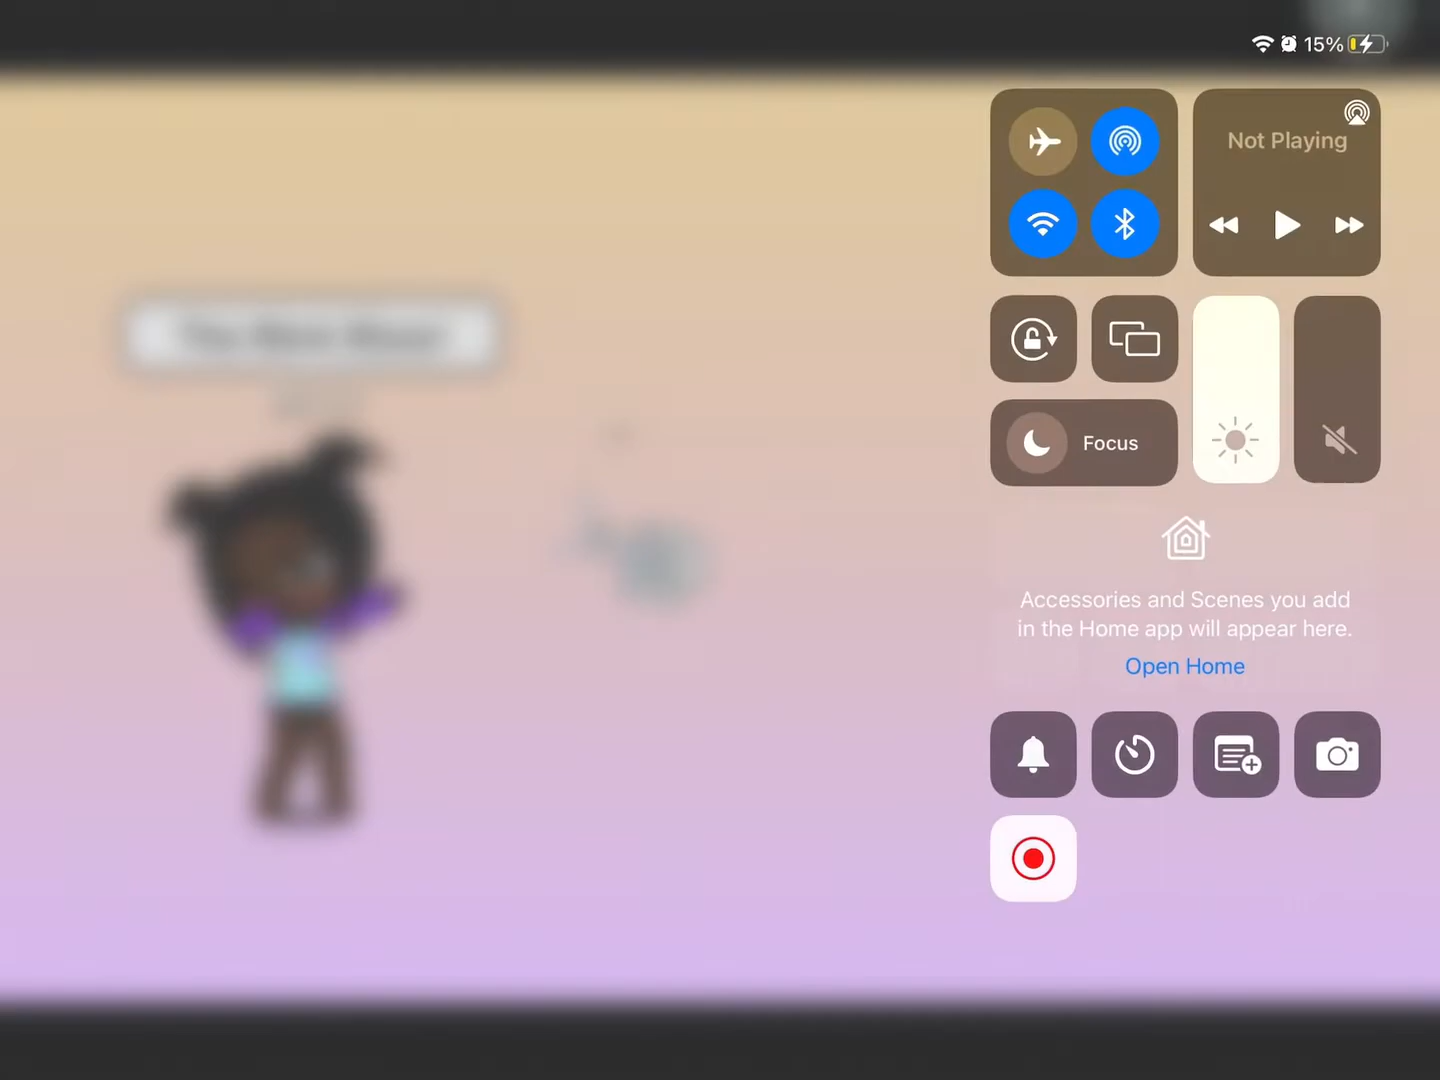 15%
Not Playing
Focus
Accessories and Scenes you add
in the Home app will appear here.
Open Home